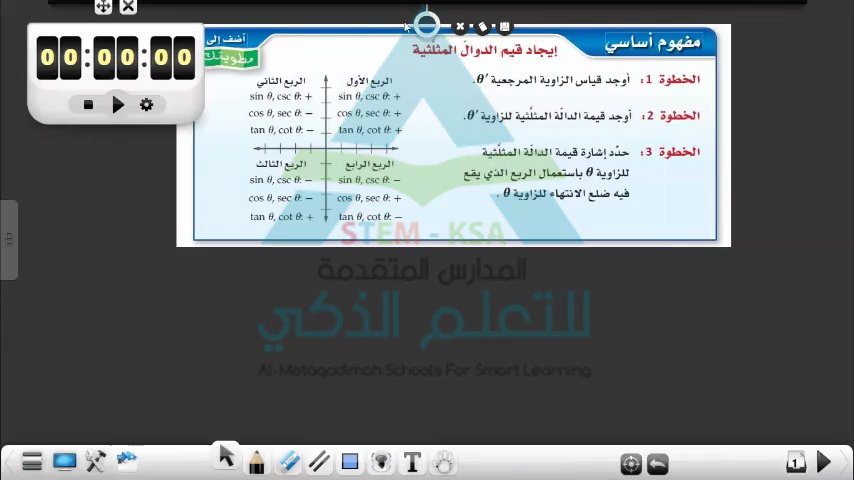 00:00:00
مفهوم أساسي
إيجاد قيم الدوال المثلثية
أضف إلى
مطويتك
الخطوة 1: أوجد قياس الزاوية المرجعية θ′.
الخطوة 2: أوجد قيمة الدالة المثلثية للزاوية θ′.
الخطوة 3: حدّد إشارة قيمة الدالة المثلثية
للزاوية θ باستعمال الربع الذي يقع
فيه ضلع الانتهاء للزاوية θ.
الربع الأول
sin θ, csc θ: +
cos θ, sec θ: +
tan θ, cot θ: +
الربع الثاني
sin θ, csc θ: +
cos θ, sec θ: −
tan θ, cot θ: −
الربع الثالث
sin θ, csc θ: −
cos θ, sec θ: −
tan θ, cot θ: +
الربع الرابع
sin θ, csc θ: −
cos θ, sec θ: +
tan θ, cot θ: −
STEM - KSA
المدارس المتقدمة
للتعلم الذكي
Al-Motaqodimah Schools For Smart Learning
T
1